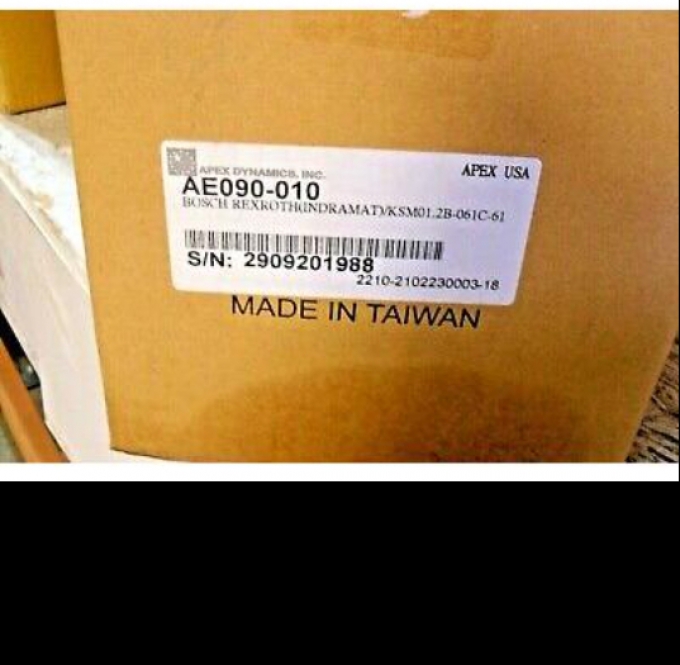 APEX DYNAMICS, INC.
APEX USA
AE090-010
BOSCH REXROTH(INDRAMAT)/KSM01.2B-061C-61
S/N: 2909201988
2210-2102230003-18
MADE IN TAIWAN